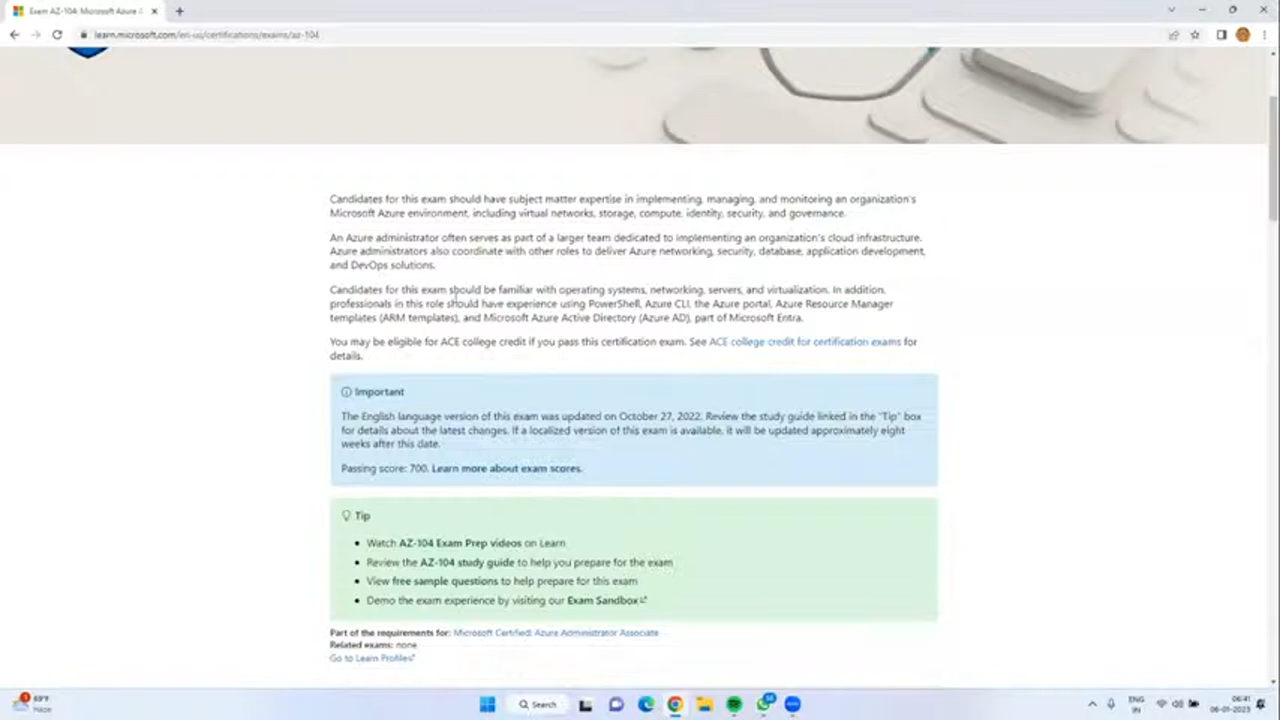 Exam AZ-104: Microsoft Azure A
learn.microsoft.com/en-us/certifications/exams/az-104
Candidates for this exam should have subject matter expertise in implementing, managing, and monitoring an organization's
Microsoft Azure environment, including virtual networks, storage, compute, identity, security, and governance.
An Azure administrator often serves as part of a larger team dedicated to implementing an organization's cloud infrastructure.
Azure administrators also coordinate with other roles to deliver Azure networking, security, database, application development,
and DevOps solutions.
Candidates for this exam should be familiar with operating systems, networking, servers, and virtualization. In addition,
professionals in this role should have experience using PowerShell, Azure CLI, the Azure portal, Azure Resource Manager
templates (ARM templates), and Microsoft Azure Active Directory (Azure AD), part of Microsoft Entra.
You may be eligible for ACE college credit if you pass this certification exam. See ACE college credit for certification exams for
details.
Important
The English language version of this exam was updated on October 27, 2022. Review the study guide linked in the "Tip" box
for details about the latest changes. If a localized version of this exam is available, it will be updated approximately eight
weeks after this date.
Passing score: 700. Learn more about exam scores.
Tip
• Watch AZ-104 Exam Prep videos on Learn
• Review the AZ-104 study guide to help you prepare for the exam
• View free sample questions to help prepare for this exam
• Demo the exam experience by visiting our Exam Sandbox
Part of the requirements for: Microsoft Certified: Azure Administrator Associate
Related exams: none
Go to Learn Profiles
69°F
Haze
Search
ENG
IN
06:41
06-01-2023